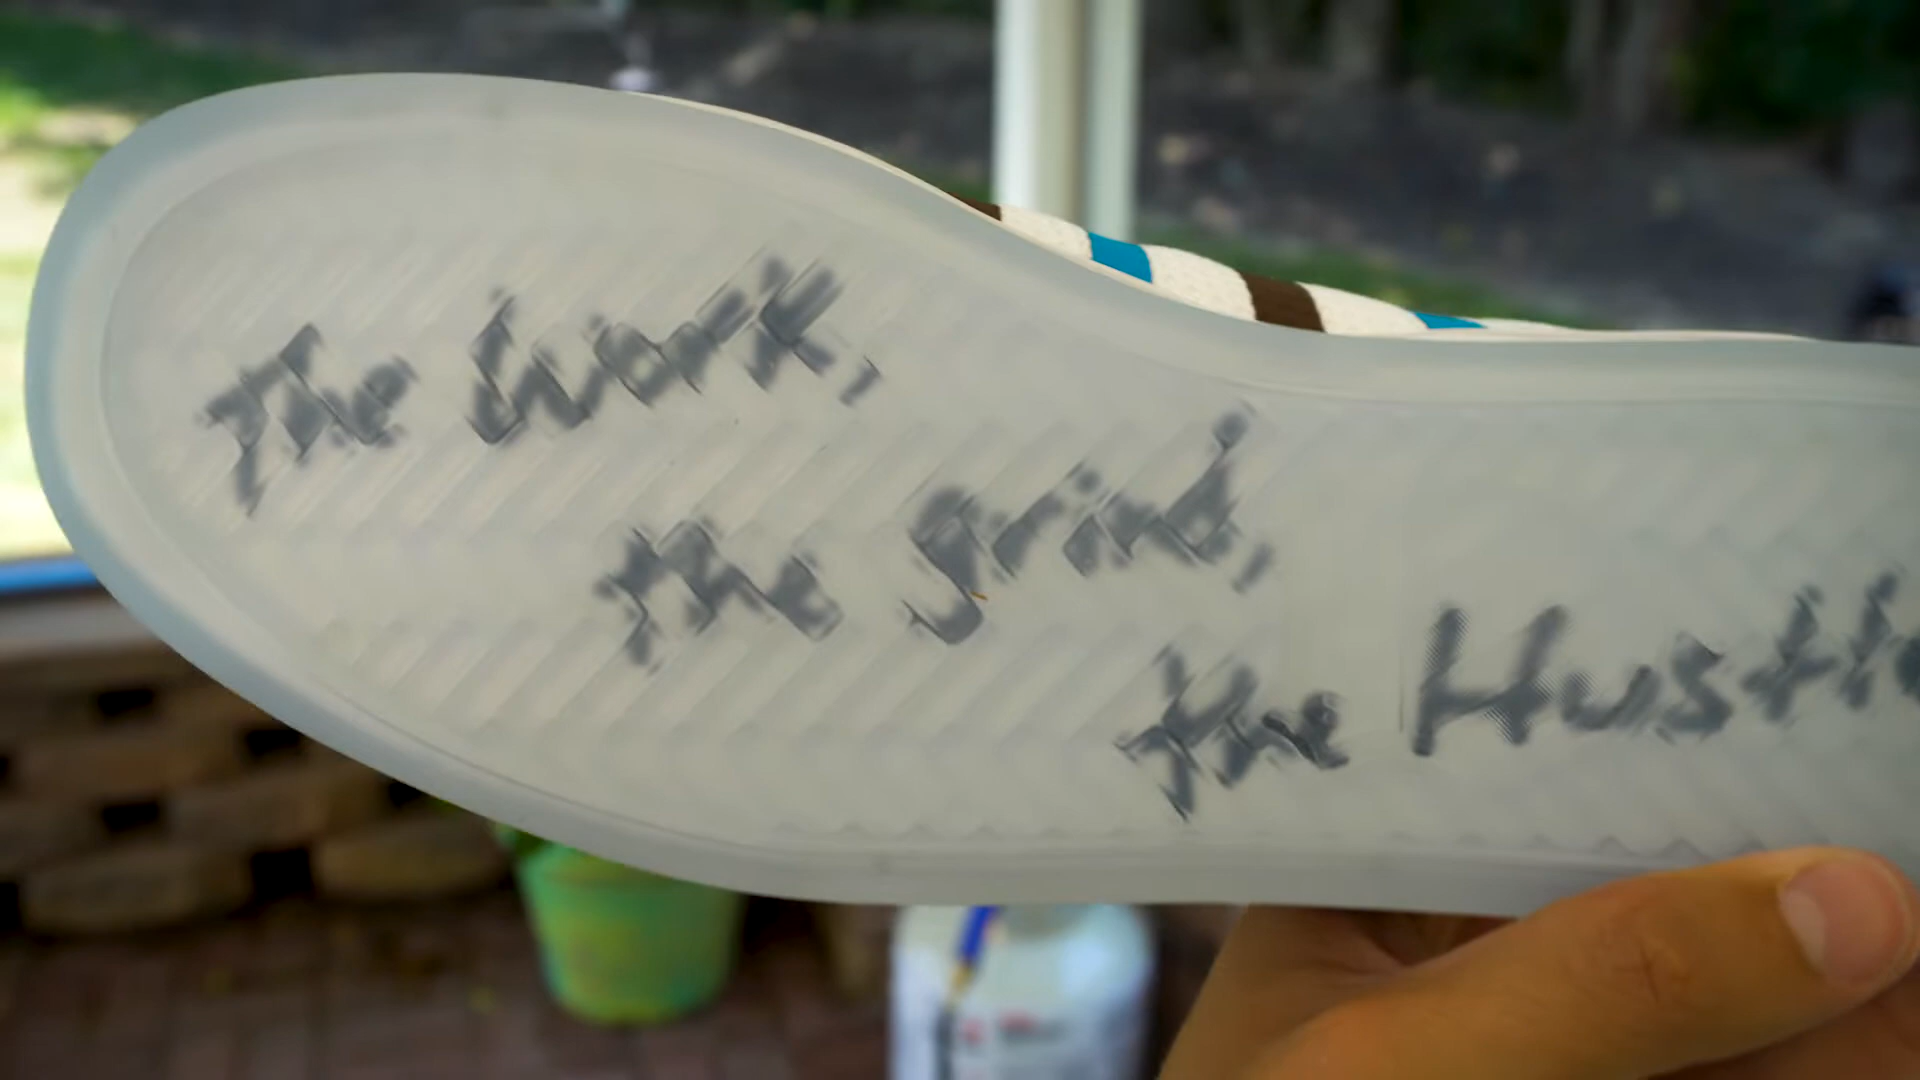 The Work,
the grind,
the Hustle